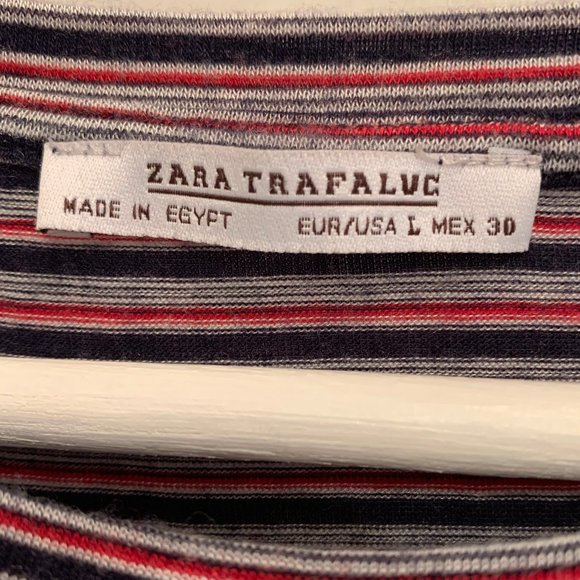 ZARA TRAFALUC
MADE IN EGYPT EUR/USA L MEX 30